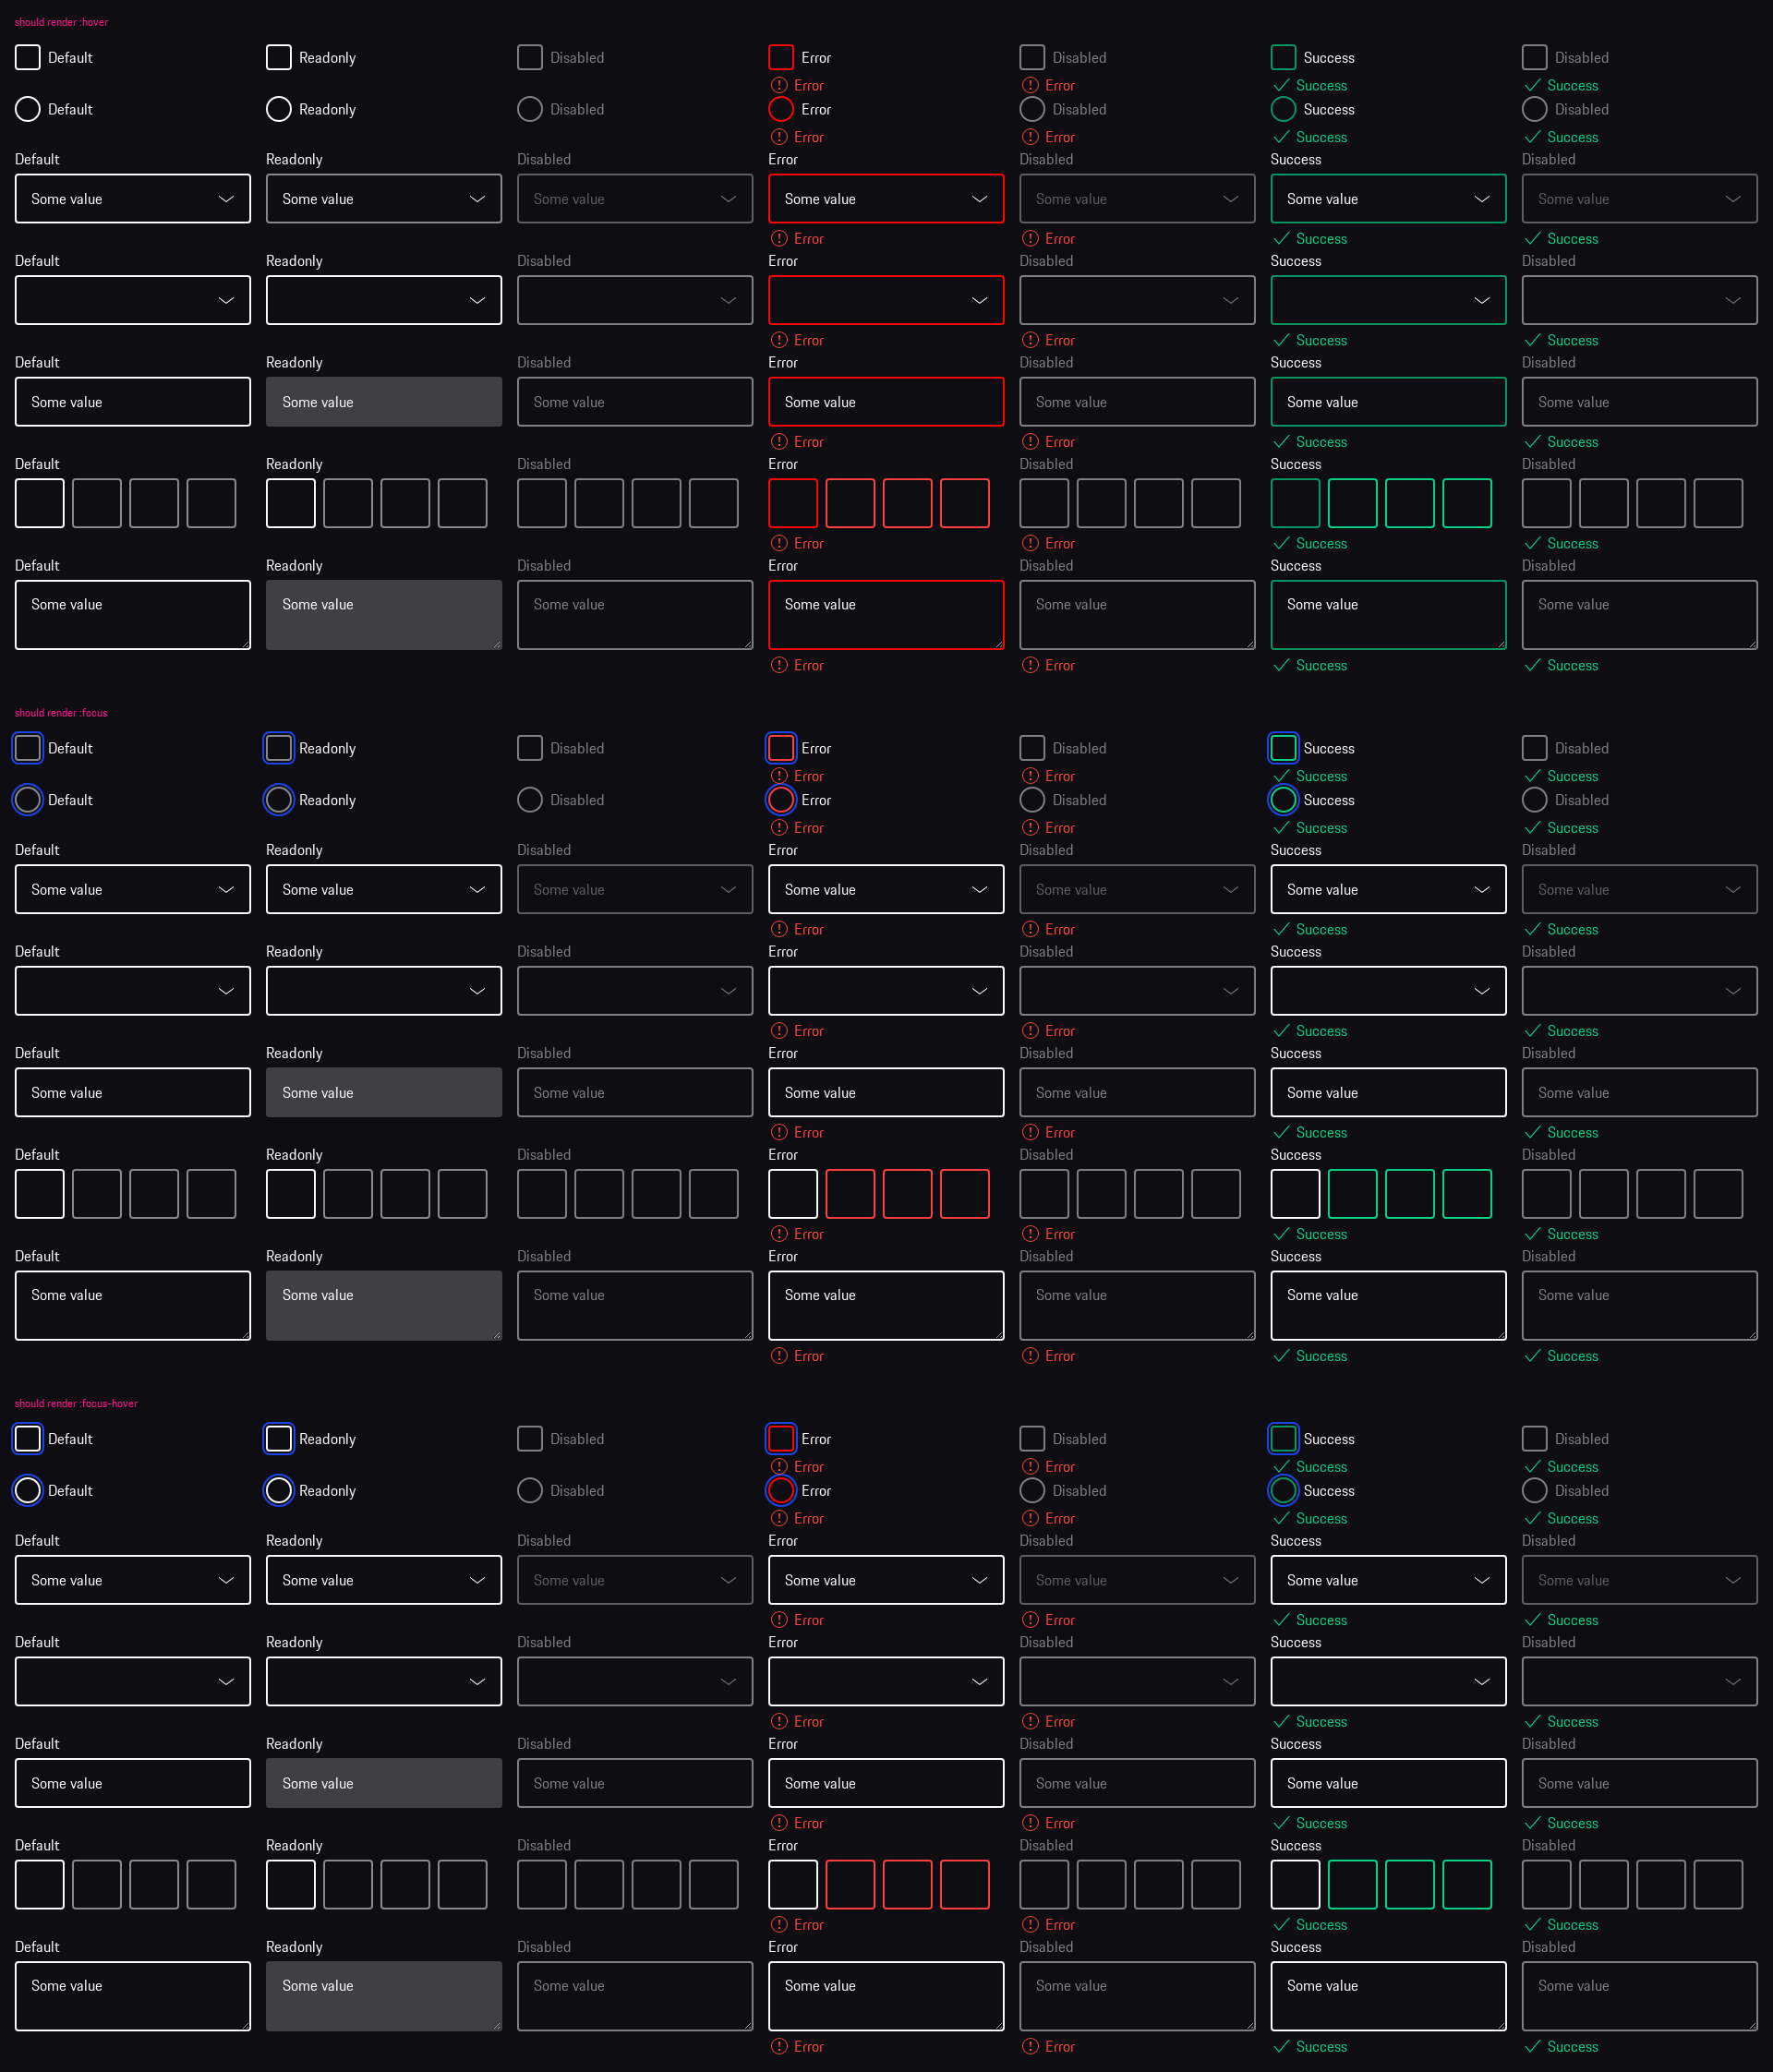 should render :hover
Default Readonly Disabled Error Disabled Success Disabled
Error Error Success Success
Default Readonly Disabled Error Disabled Success Disabled
Error Error Success Success
Default Readonly Disabled Error Disabled Success Disabled
Some value Some value Some value Some value Some value Some value Some value
Error Error Success Success
Default Readonly Disabled Error Disabled Success Disabled
Error Error Success Success
Default Readonly Disabled Error Disabled Success Disabled
Some value Some value Some value Some value Some value Some value Some value
Error Error Success Success
Default Readonly Disabled Error Disabled Success Disabled
Error Error Success Success
Default Readonly Disabled Error Disabled Success Disabled
Some value Some value Some value Some value Some value Some value Some value
Error Error Success Success
should render :focus
Default Readonly Disabled Error Disabled Success Disabled
Error Error Success Success
Default Readonly Disabled Error Disabled Success Disabled
Error Error Success Success
Default Readonly Disabled Error Disabled Success Disabled
Some value Some value Some value Some value Some value Some value Some value
Error Error Success Success
Default Readonly Disabled Error Disabled Success Disabled
Error Error Success Success
Default Readonly Disabled Error Disabled Success Disabled
Some value Some value Some value Some value Some value Some value Some value
Error Error Success Success
Default Readonly Disabled Error Disabled Success Disabled
Error Error Success Success
Default Readonly Disabled Error Disabled Success Disabled
Some value Some value Some value Some value Some value Some value Some value
Error Error Success Success
should render :focus-hover
Default Readonly Disabled Error Disabled Success Disabled
Error Error Success Success
Default Readonly Disabled Error Disabled Success Disabled
Error Error Success Success
Default Readonly Disabled Error Disabled Success Disabled
Some value Some value Some value Some value Some value Some value Some value
Error Error Success Success
Default Readonly Disabled Error Disabled Success Disabled
Error Error Success Success
Default Readonly Disabled Error Disabled Success Disabled
Some value Some value Some value Some value Some value Some value Some value
Error Error Success Success
Default Readonly Disabled Error Disabled Success Disabled
Error Error Success Success
Default Readonly Disabled Error Disabled Success Disabled
Some value Some value Some value Some value Some value Some value Some value
Error Error Success Success